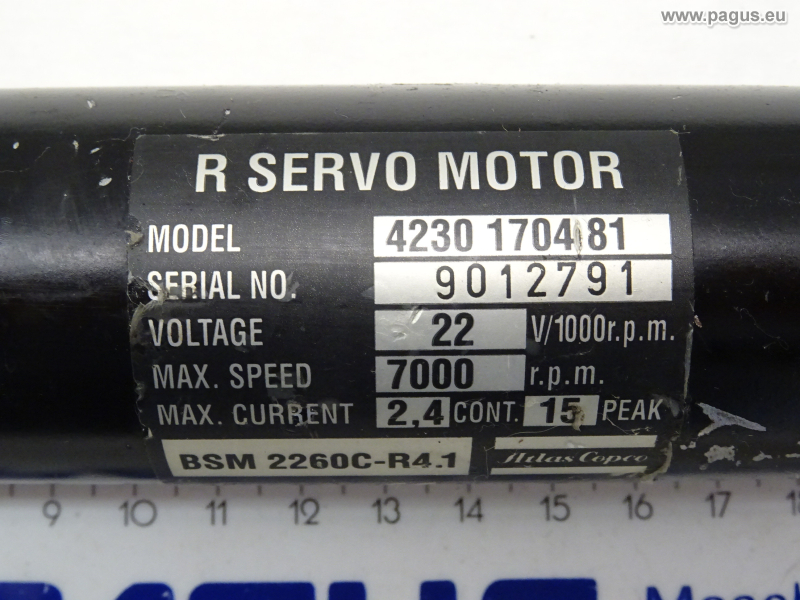 www.pagus.eu
R SERVO MOTOR
MODEL 4230 1704 81
SERIAL NO. 9012791
VOLTAGE 22 V/1000r.p.m.
MAX. SPEED 7000 r.p.m.
MAX. CURRENT 2,4 CONT. 15 PEAK
BSM 2260C-R4.1 Atlas Copco
9 10 11 12 13 14 15 16 17 18